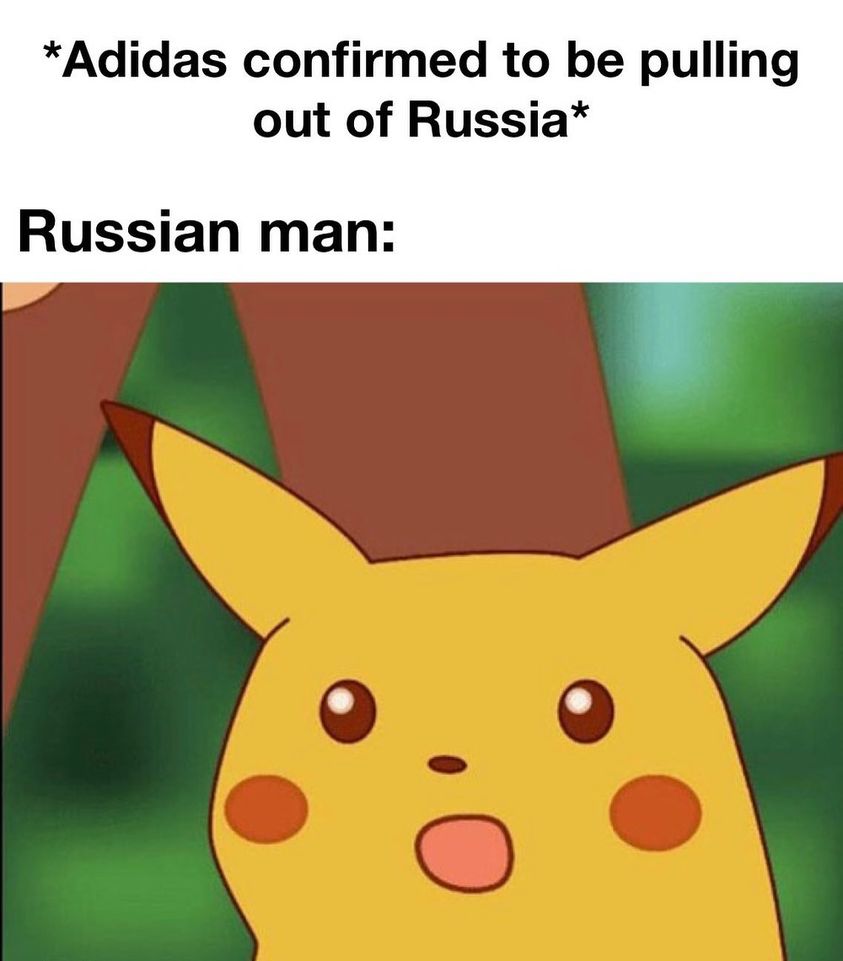 *Adidas confirmed to be pulling
out of Russia*
Russian man: